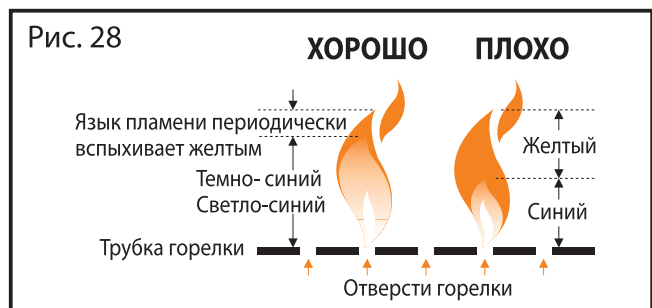 Рис. 28
ХОРОШО ПЛОХО
Язык пламени периодически
вспыхивает желтым
Желтый
Темно- синий
Светло-синий
Синий
Трубка горелки
Отверсти горелки